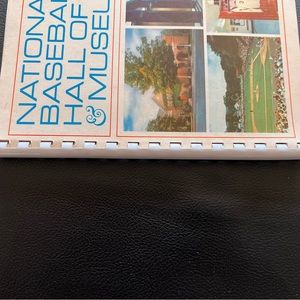 NATIONA
BASEBA
HALL OF
& MUSEU